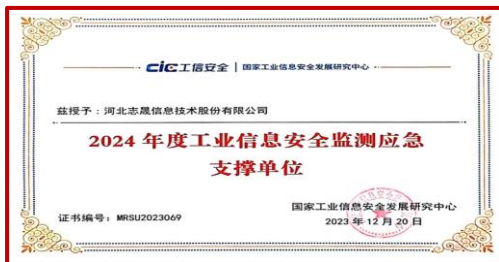 CIC工信安全 | 国家工业信息安全发展研究中心
兹授予：河北志晟信息技术股份有限公司
2024 年度工业信息安全监测应急
支撑单位
国家工业信息安全发展研究中心
证书编号：MRSU2023069
2023 年 12 月 20 日